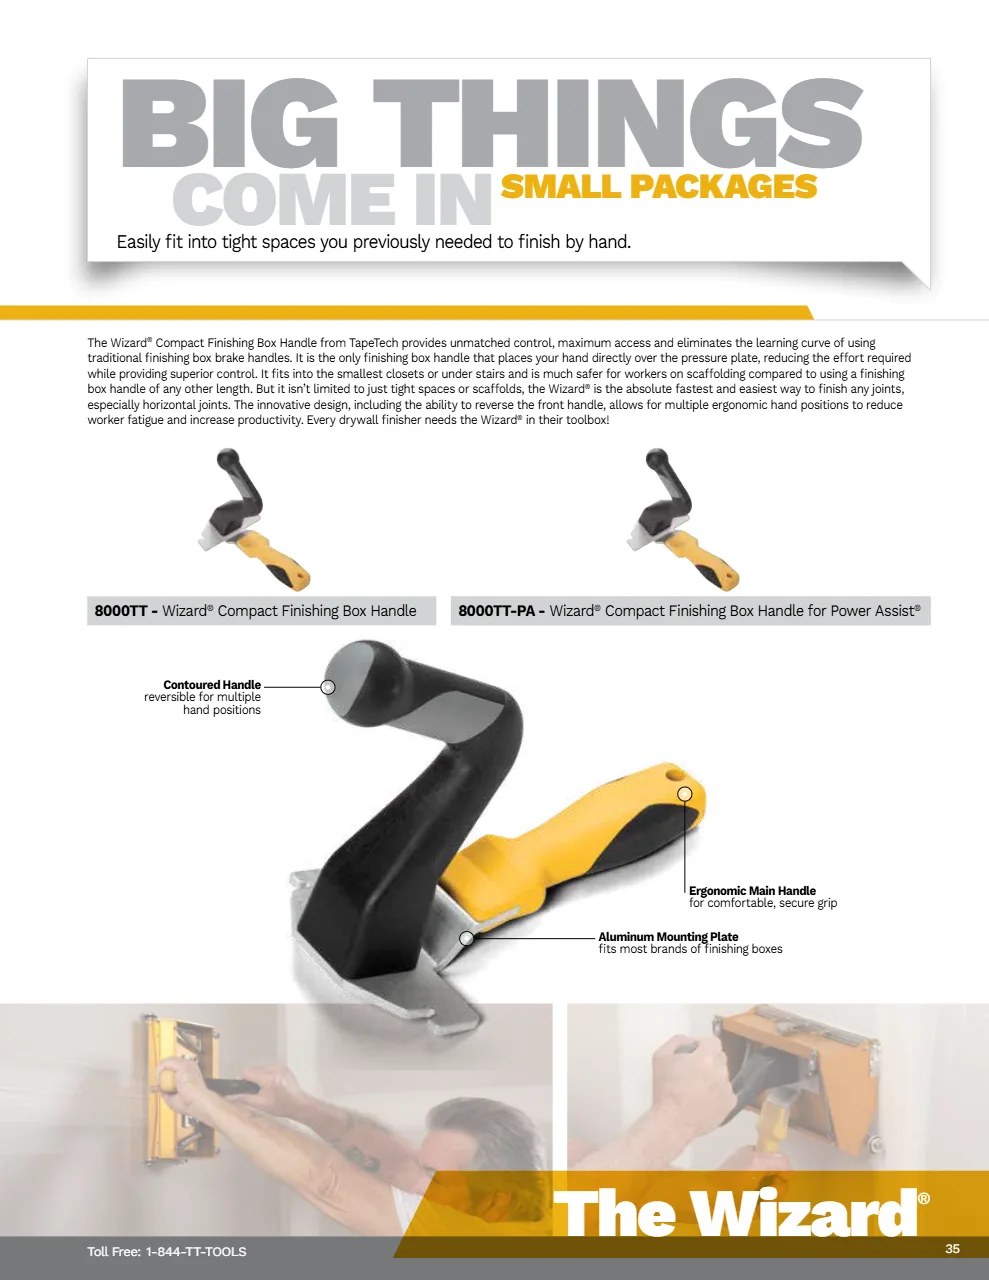 BIG THINGS
COME IN SMALL PACKAGES
Easily fit into tight spaces you previously needed to finish by hand.
The Wizard® Compact Finishing Box Handle from TapeTech provides unmatched control, maximum access and eliminates the learning curve of using
traditional finishing box brake handles. It is the only finishing box handle that places your hand directly over the pressure plate, reducing the effort required
while providing superior control. It fits into the smallest closets or under stairs and is much safer for workers on scaffolding compared to using a finishing
box handle of any other length. But it isn't limited to just tight spaces or scaffolds, the Wizard® is the absolute fastest and easiest way to finish any joints,
especially horizontal joints. The innovative design, including the ability to reverse the front handle, allows for multiple ergonomic hand positions to reduce
worker fatigue and increase productivity. Every drywall finisher needs the Wizard® in their toolbox!
8000TT - Wizard® Compact Finishing Box Handle
8000TT-PA - Wizard® Compact Finishing Box Handle for Power Assist®
Contoured Handle
reversible for multiple
hand positions
Ergonomic Main Handle
for comfortable, secure grip
Aluminum Mounting Plate
fits most brands of finishing boxes
The Wizard®
Toll Free: 1-844-TT-TOOLS
35